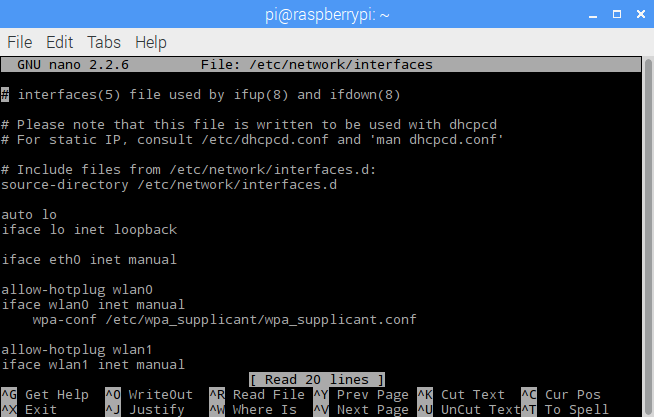 pi@raspberrypi: ~
File Edit Tabs Help
GNU nano 2.2.6 File: /etc/network/interfaces
# interfaces(5) file used by ifup(8) and ifdown(8)
# Please note that this file is written to be used with dhcpcd
# For static IP, consult /etc/dhcpcd.conf and 'man dhcpcd.conf'
# Include files from /etc/network/interfaces.d:
source-directory /etc/network/interfaces.d
auto lo
iface lo inet loopback
iface eth0 inet manual
allow-hotplug wlan0
iface wlan0 inet manual
wpa-conf /etc/wpa_supplicant/wpa_supplicant.conf
allow-hotplug wlan1
iface wlan1 inet manual
[ Read 20 lines ]
^G Get Help ^O WriteOut ^R Read File ^Y Prev Page ^K Cut Text ^C Cur Pos
^X Exit ^J Justify ^W Where Is ^V Next Page ^U UnCut Text ^T To Spell